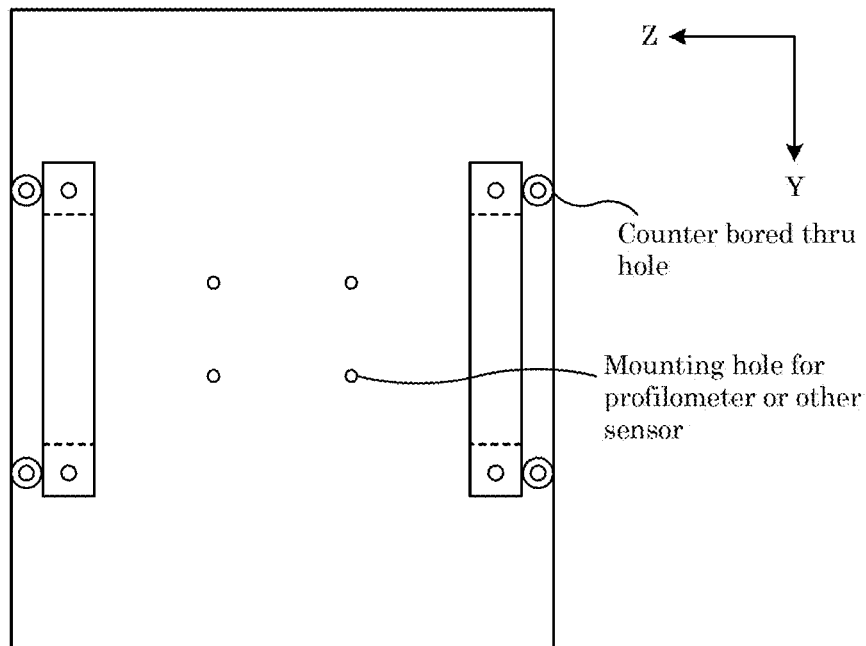 Z
Y
Counter bored thru
hole
Mounting hole for
profilometer or other
sensor